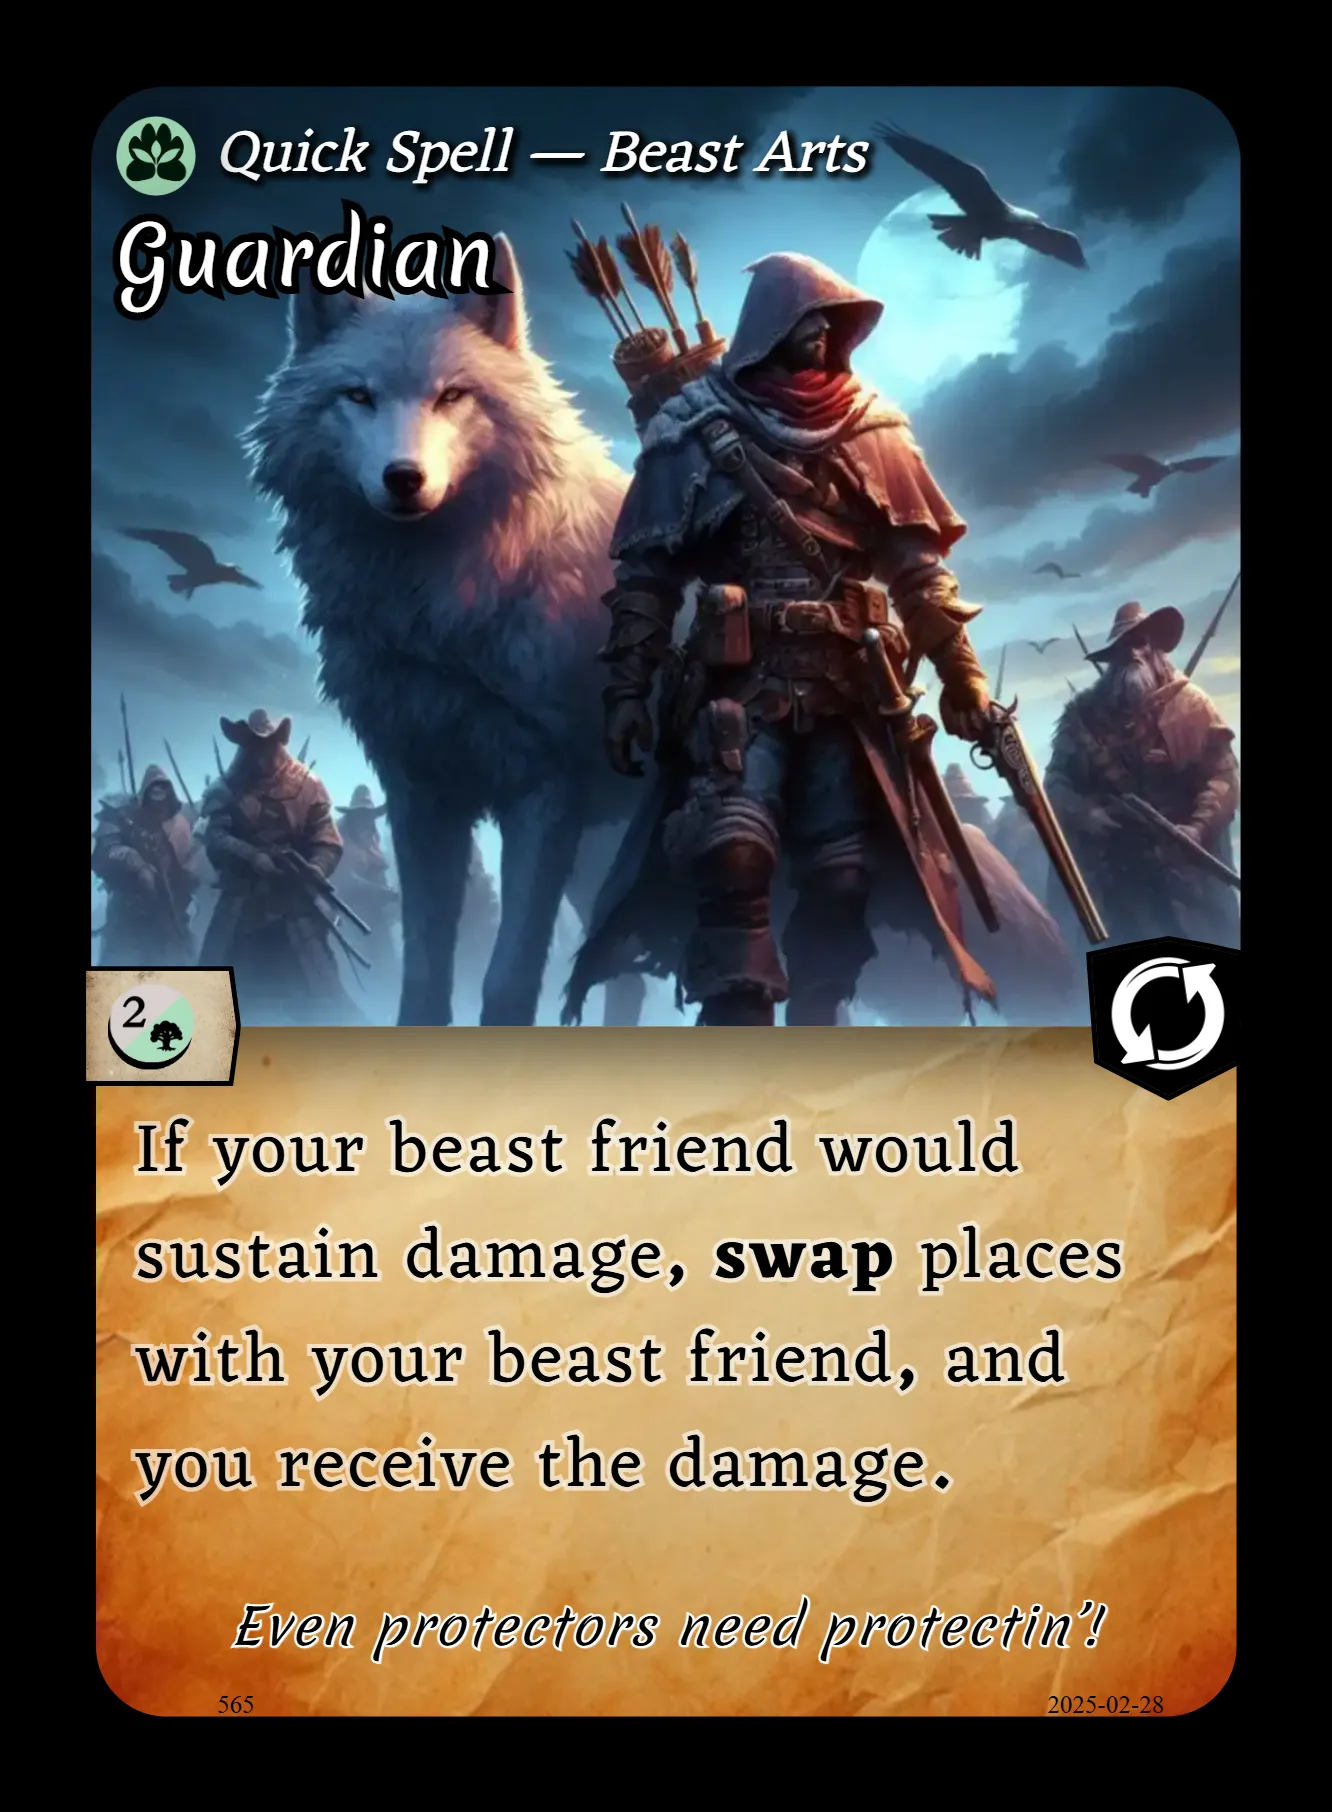 Quick Spell — Beast Arts
Guardian
2
If your beast friend would
sustain damage, swap places
with your beast friend, and
you receive the damage.
Even protectors need protectin’!
565
2025-02-28